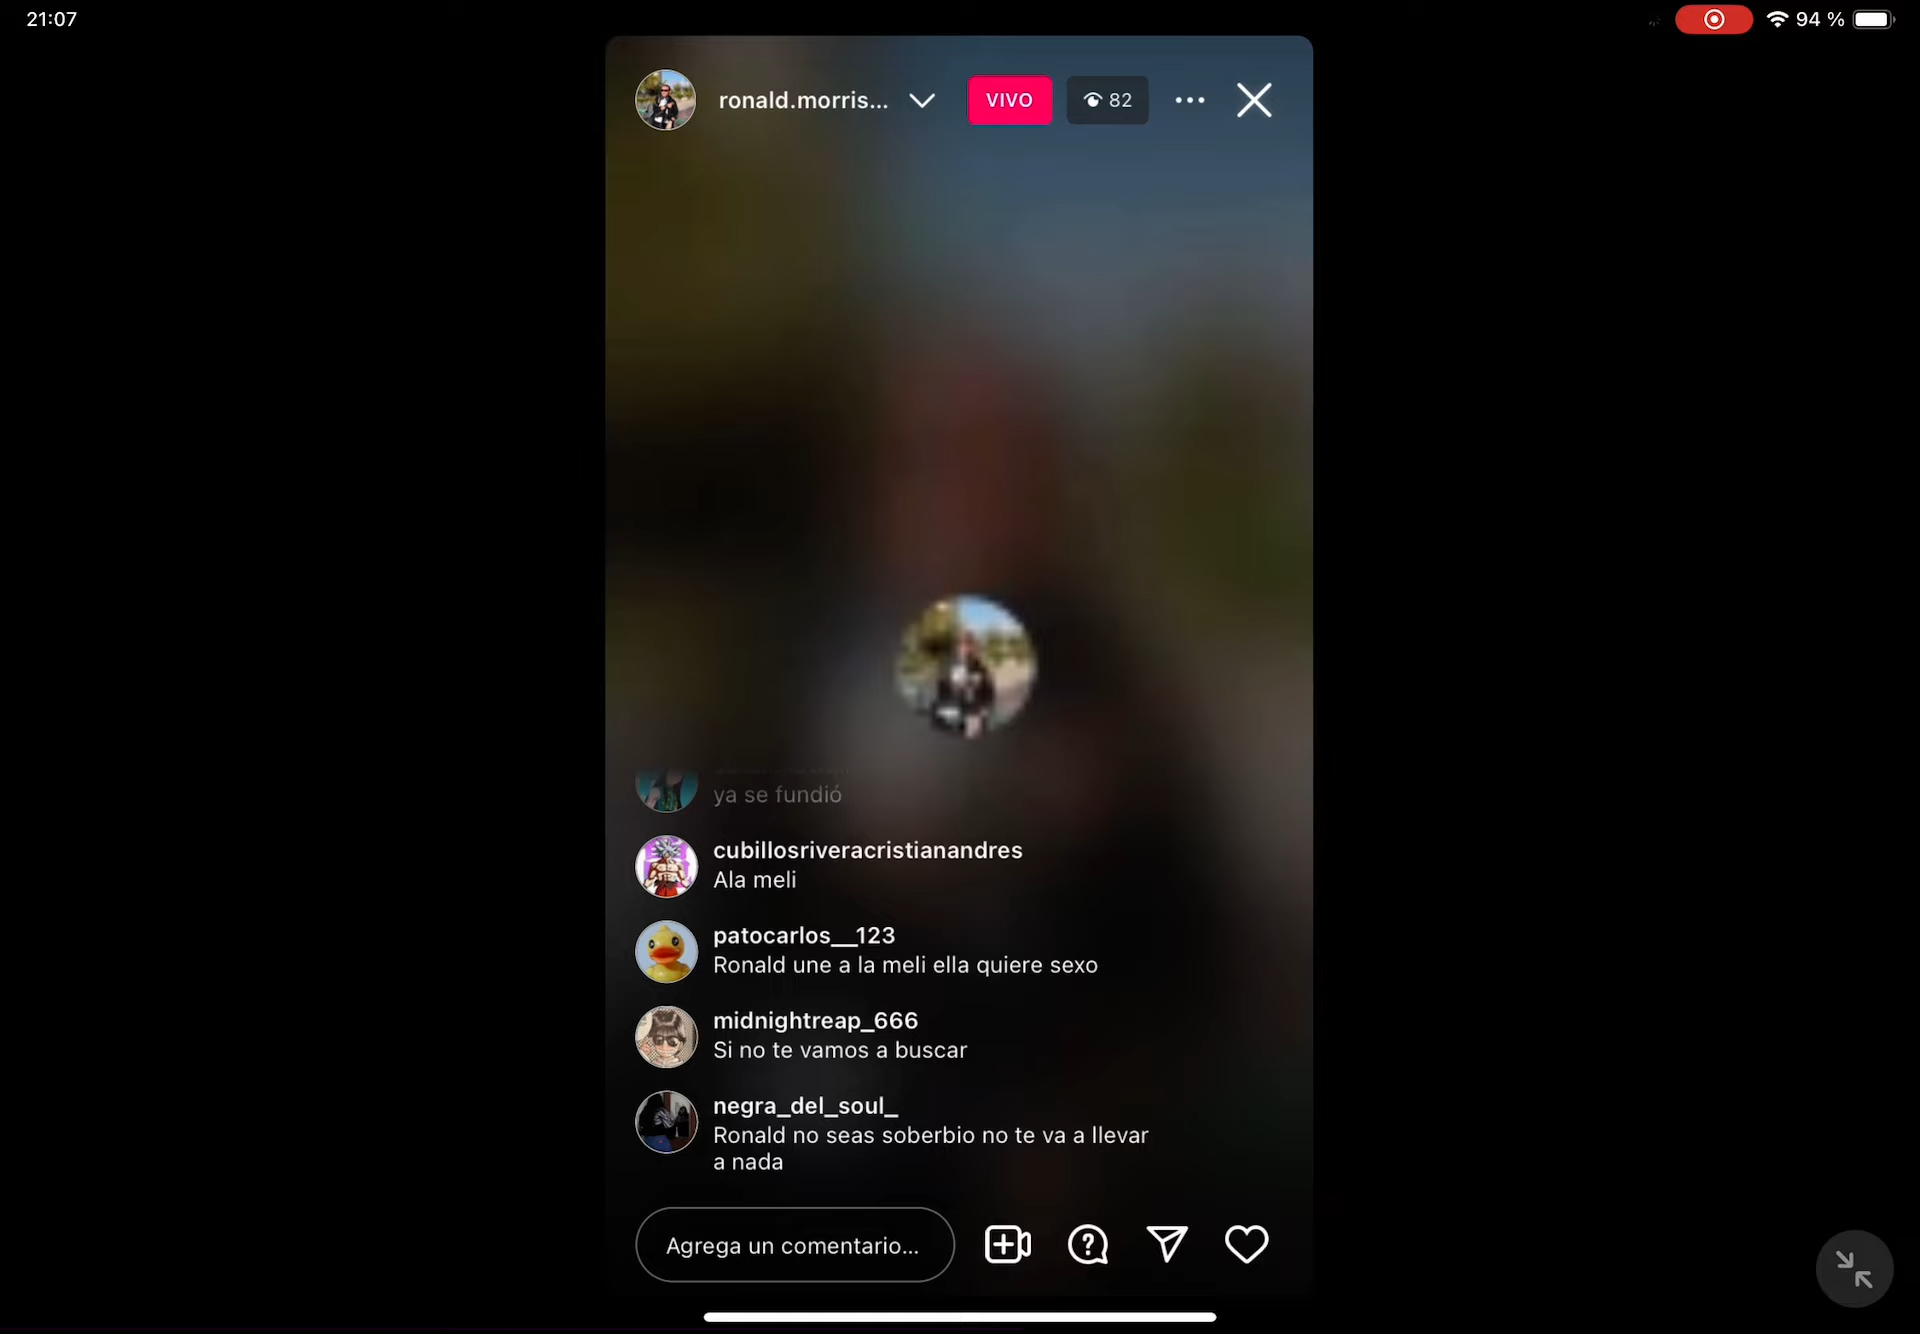 21:07
94 %
ronald.morris...
VIVO
82
ya se fundió
cubillosriveracristianandres
Ala meli
patocarlos__123
Ronald une a la meli ella quiere sexo
midnightreap_666
Si no te vamos a buscar
negra_del_soul_
Ronald no seas soberbio no te va a llevar
a nada
Agrega un comentario...